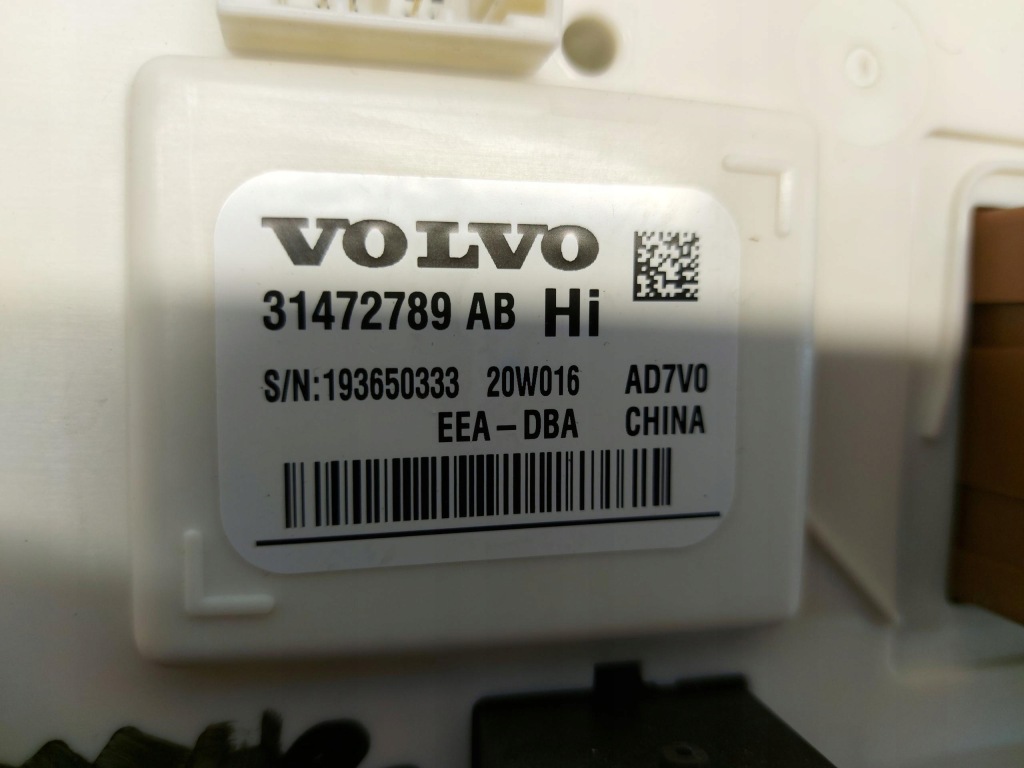 VOLVO
31472789 AB Hi
S/N:193650333 20W016 AD7V0
EEA-DBA CHINA